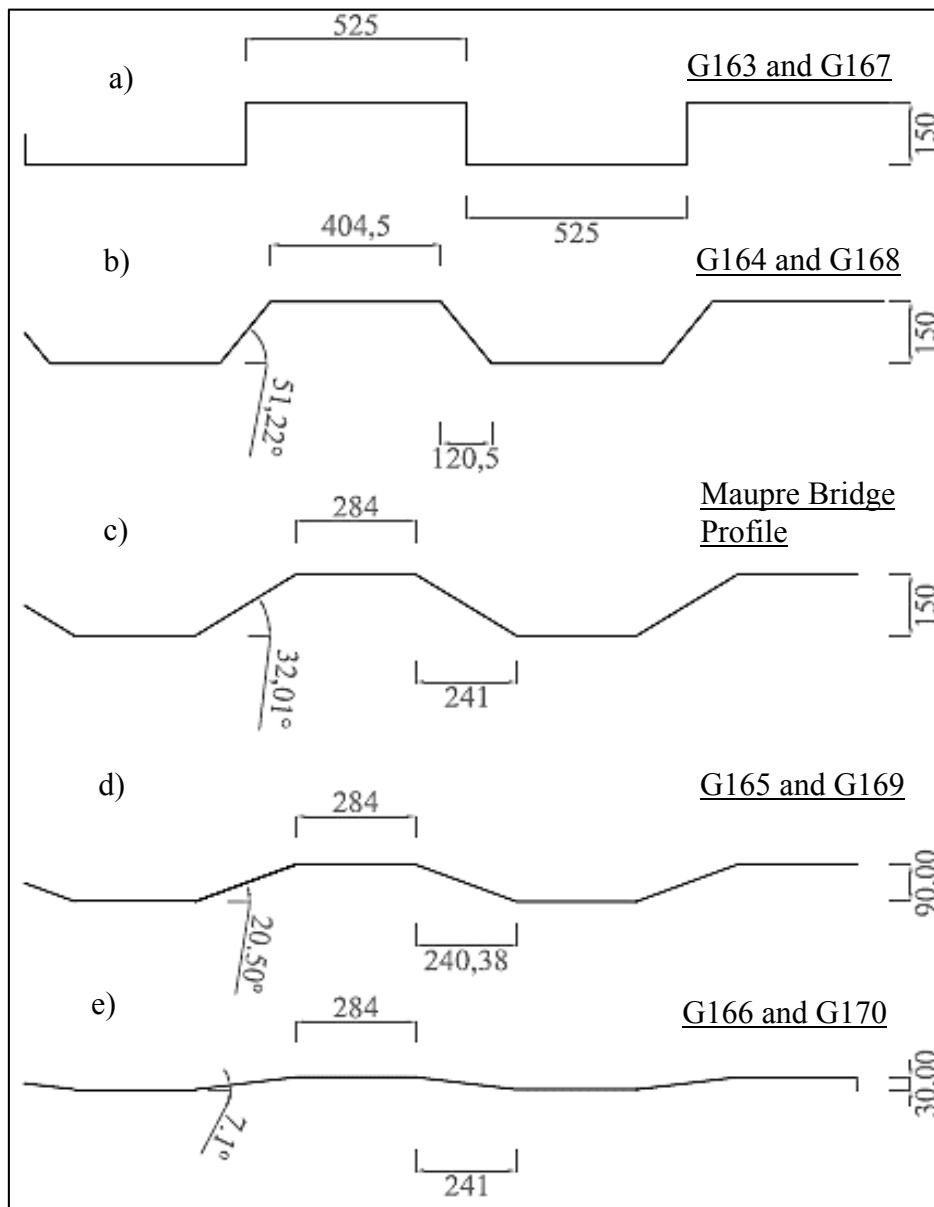 525
a)
G163 and G167
150
525
404,5
b)
G164 and G168
150
51,22°
120,5
Maupre Bridge
Profile
284
c)
150
32,01°
241
d)
G165 and G169
284
90.00
20.50°
240,38
e)
G166 and G170
284
30.00
7.1°
241